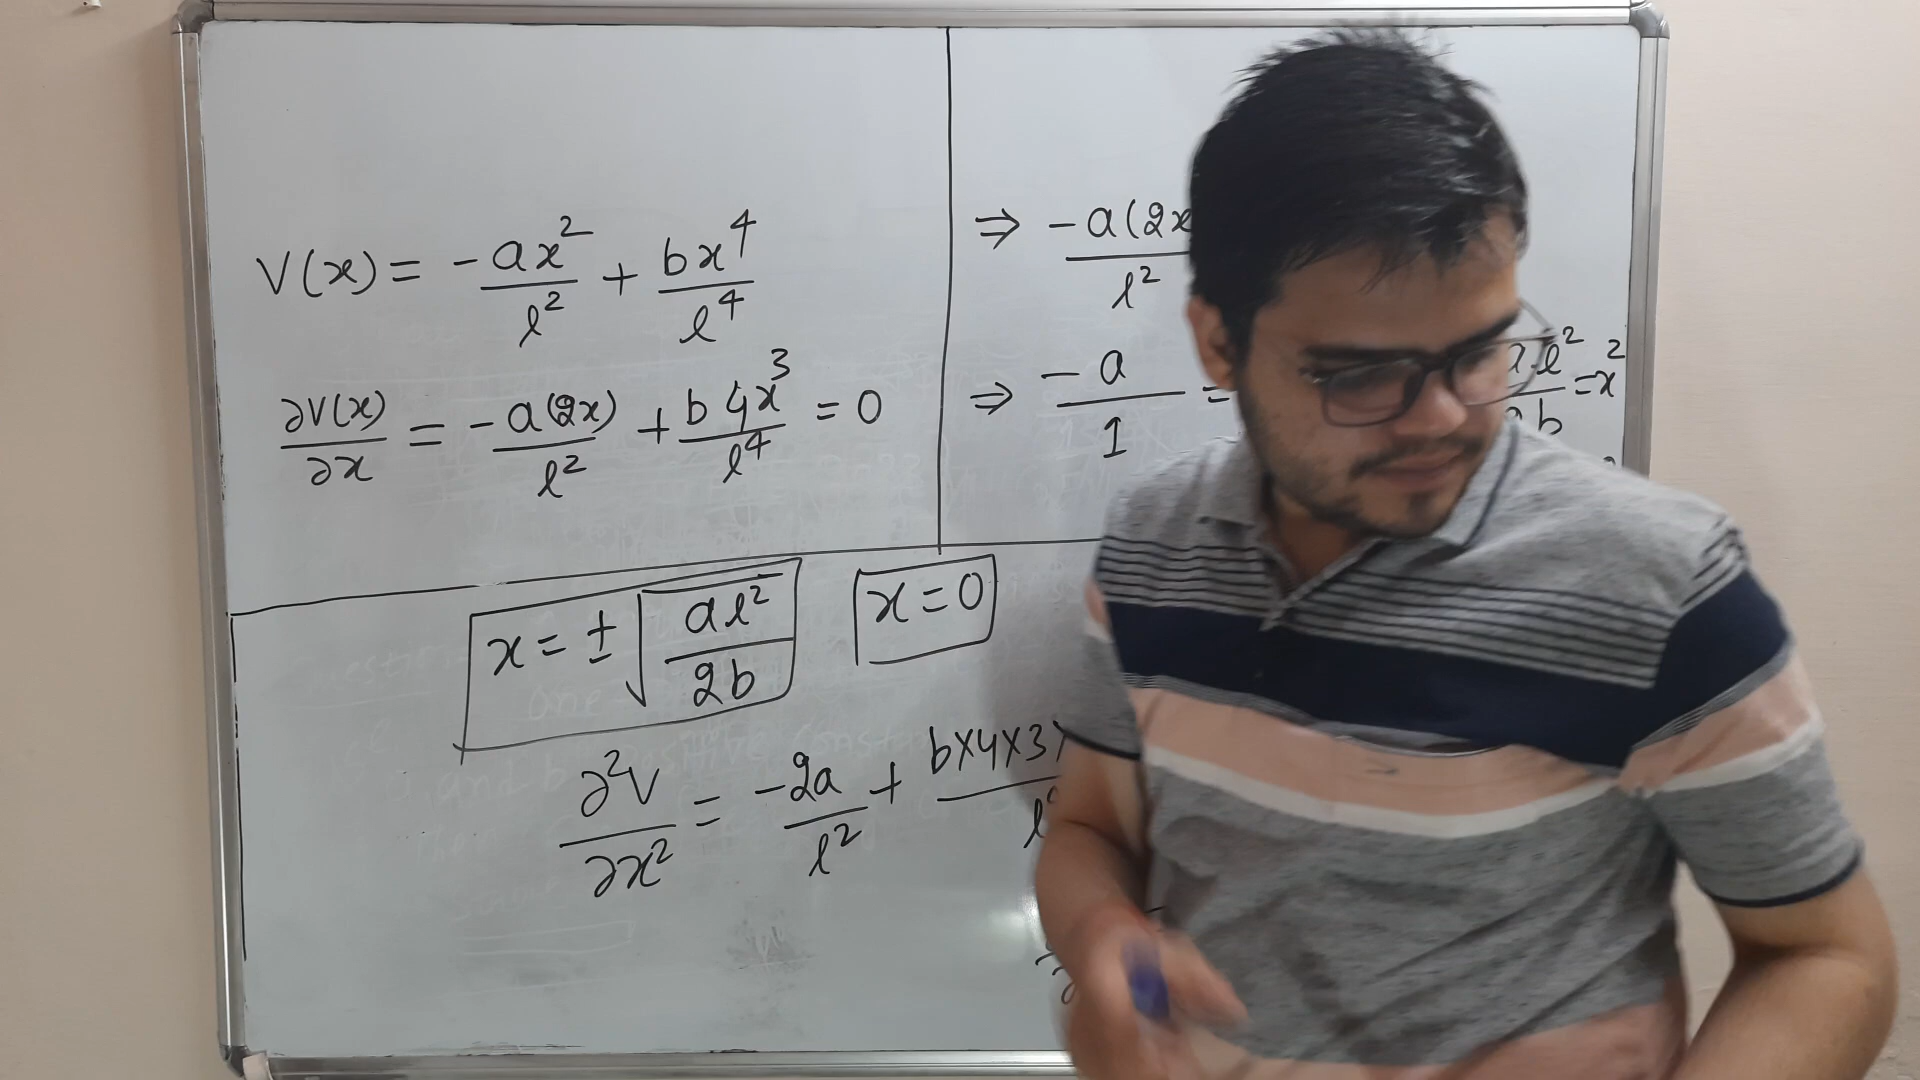 V(x) = -ax²/l² + bx⁴/l⁴
∂V(x)/∂x = -a(2x)/l² + b4x³/l⁴ = 0
⇒ -a(2x/l²
⇒ -a/1 =
l² = x²
b
x = ± √(al²/2b)
x = 0
∂²V/∂x² = -2a/l² + b×4×3×/l